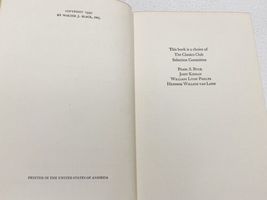 COPYRIGHT 1942
BY WALTER J. BLACK, INC.
PRINTED IN THE UNITED STATES OF AMERICA
This book is a choice of
The Classics Club
Selection Committee
Pearl S. Buck
John Kieran
William Lyon Phelps
Hendrik Willem van Loon